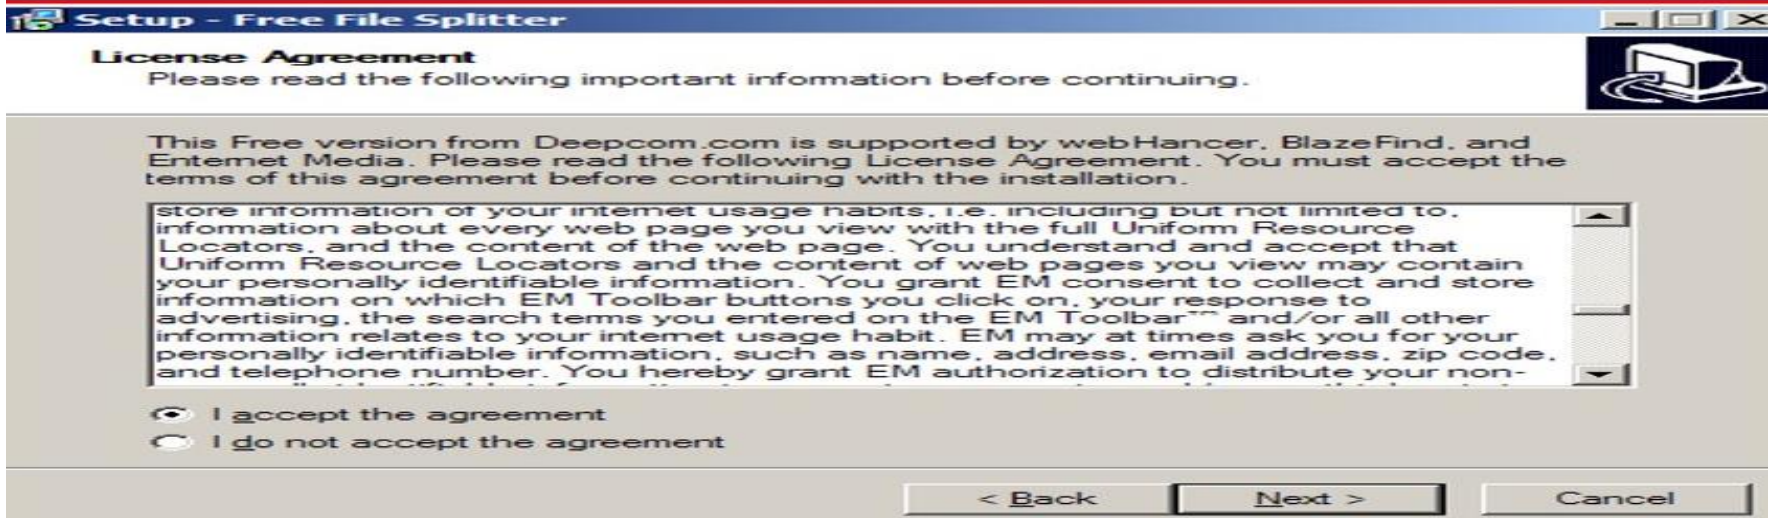 Setup - Free File Splitter
License Agreement
Please read the following important information before continuing.
This Free version from Deepcom.com is supported by webHancer, BlazeFind, and
Enternet Media. Please read the following License Agreement. You must accept the
terms of this agreement before continuing with the installation.
store information of your internet usage habits, i.e. including but not limited to,
information about every web page you view with the full Uniform Resource
Locators, and the content of the web page. You understand and accept that
Uniform Resource Locators and the content of web pages you view may contain
your personally identifiable information. You grant EM consent to collect and store
information on which EM Toolbar buttons you click on, your response to
advertising, the search terms you entered on the EM Toolbar™ and/or all other
information relates to your internet usage habit. EM may at times ask you for your
personally identifiable information, such as name, address, email address, zip code,
and telephone number. You hereby grant EM authorization to distribute your non-
I accept the agreement
I do not accept the agreement
< Back
Next >
Cancel